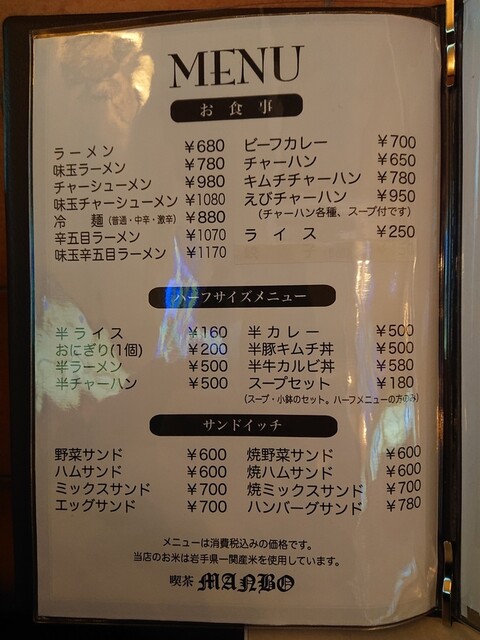 MENU
お食事
ラーメン ¥680
味玉ラーメン ¥780
チャーシューメン ¥980
味玉チャーシューメン ¥1080
冷 麺(普通・中辛・激辛) ¥880
辛五目ラーメン ¥1070
味玉辛五目ラーメン ¥1170
ビーフカレー ¥700
チャーハン ¥650
キムチチャーハン ¥780
えびチャーハン ¥950
(チャーハン各種、スープ付です)
ライス ¥250
ハーフサイズメニュー
半ライス ¥160
おにぎり(1個) ¥200
半ラーメン ¥500
半チャーハン ¥500
半カレー ¥500
半豚キムチ丼 ¥500
半牛カルビ丼 ¥580
スープセット ¥180
(スープ・小鉢のセット。ハーフメニューの方のみ)
サンドイッチ
野菜サンド ¥600
ハムサンド ¥600
ミックスサンド ¥700
エッグサンド ¥700
焼野菜サンド ¥600
焼ハムサンド ¥600
焼ミックスサンド ¥700
ハンバーグサンド ¥780
メニューは消費税込みの価格です。
当店のお米は岩手県一関産米を使用しています。
喫茶 MANBO